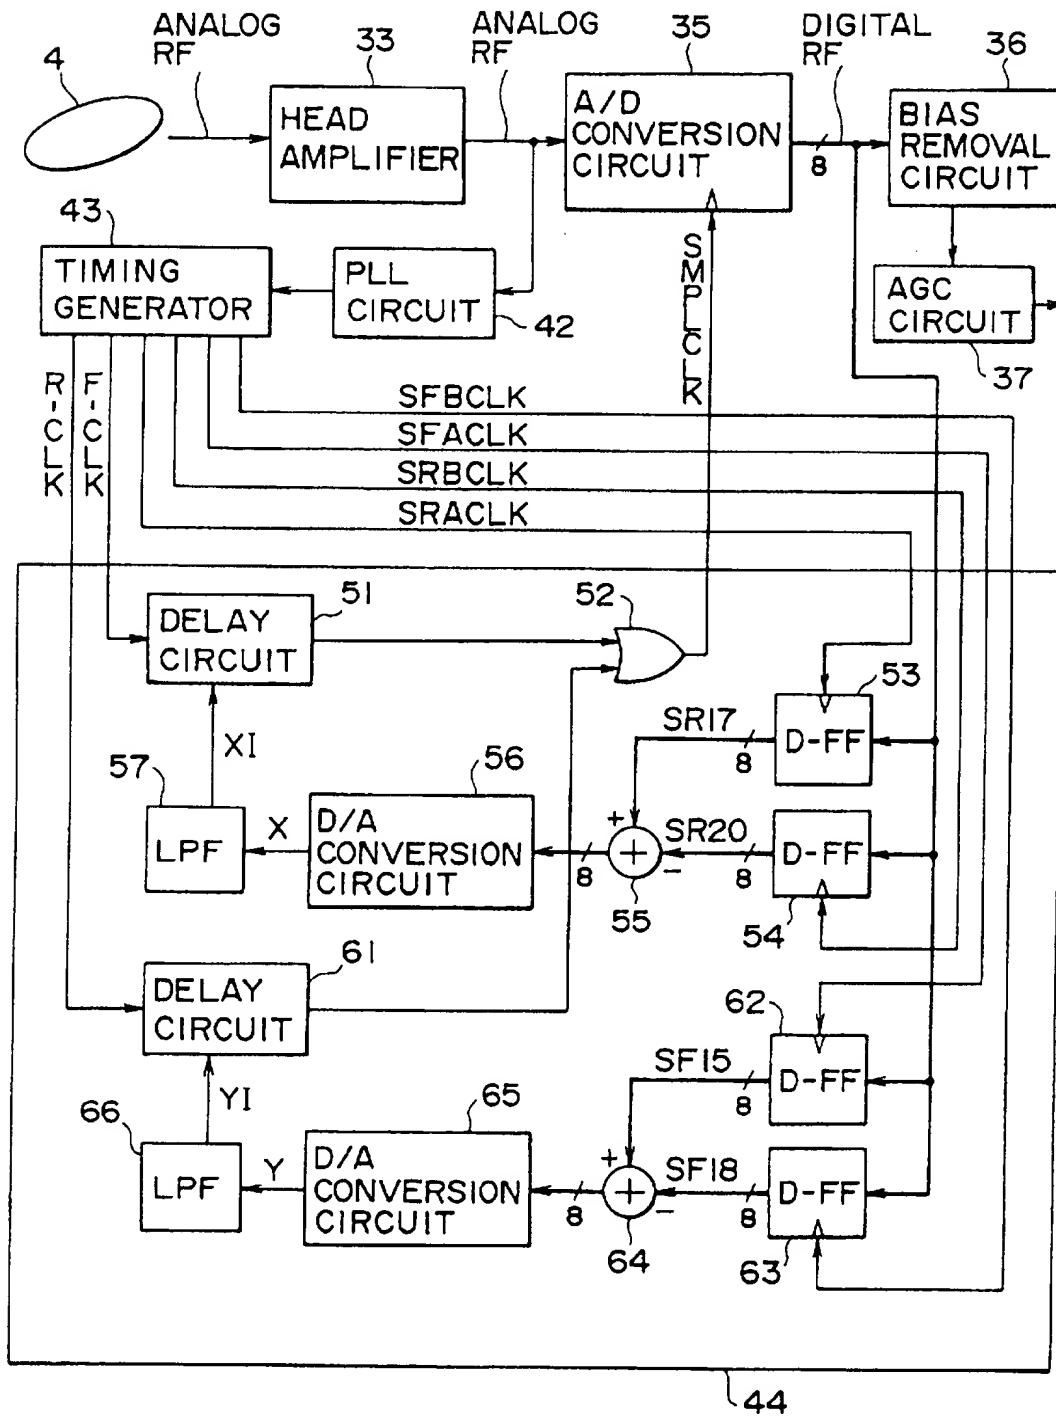 ANALOG RF
33
ANALOG RF
35
DIGITAL RF
36
4
HEAD AMPLIFIER
A/D CONVERSION CIRCUIT
8
BIAS REMOVAL CIRCUIT
43
TIMING GENERATOR
PLL CIRCUIT
42
SMPLCLK
AGC CIRCUIT
37
R-CLK
F-CLK
SFBCLK
SFACLK
SRBCLK
SRACLK
DELAY CIRCUIT
51
52
53
D-FF
SR17
8
XI
57
LPF
X
56
D/A CONVERSION CIRCUIT
8
+
+
-
55
SR20
8
D-FF
54
61
DELAY CIRCUIT
62
D-FF
SF15
8
YI
66
LPF
Y
65
D/A CONVERSION CIRCUIT
8
+
+
-
64
SF18
8
D-FF
63
44